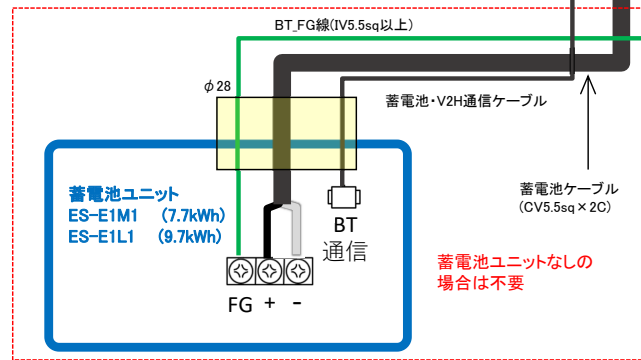 BT_FG線(IV5.5sq以上)
φ28
蓄電池・V2H通信ケーブル
蓄電池ケーブル
(CV5.5sq×2C)
蓄電池ユニット
ES-E1M1 (7.7kWh)
ES-E1L1 (9.7kWh)
BT
通信
FG + -
蓄電池ユニットなしの
場合は不要